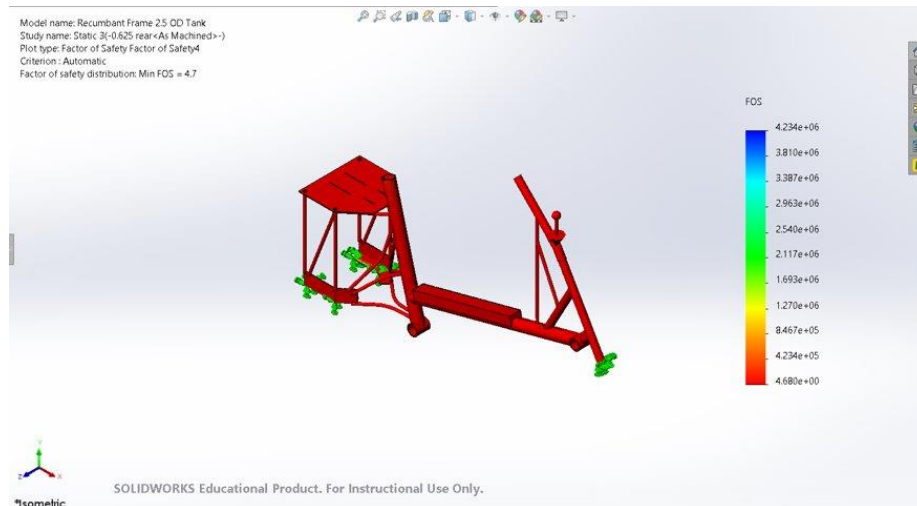 Model name: Recumbant Frame 2.5 OD Tank
Study name: Static 3(-0.625 rear<As Machined>-)
Plot type: Factor of Safety Factor of Safety4
Criterion : Automatic
Factor of safety distribution: Min FOS = 4.7
FOS
4.234e+06
3.810e+06
3.387e+06
2.963e+06
2.540e+06
2.117e+06
1.693e+06
1.270e+06
8.467e+05
4.234e+05
4.680e+00
Y
Z
X
SOLIDWORKS Educational Product. For Instructional Use Only.
*Isometric